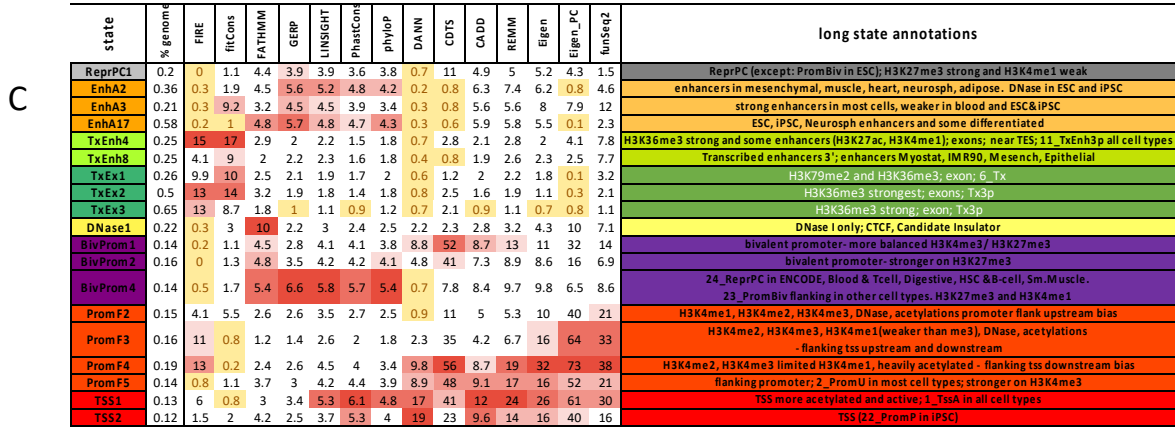 C
state % genome FIRE fitCons FATHMM GERP LINSIGHT PhastCons phyloP DANN CDTS CADD REMM Eigen Eigen_PC funSeq2 long state annotations
ReprPC1 0.2 0 1.1 4.4 3.9 3.9 3.6 3.8 0.7 11 4.9 5 5.2 4.3 1.5 ReprPC (except: PromBiv in ESC); H3K27me3 strong and H3K4me1 weak
EnhA2 0.36 0.3 1.9 4.5 5.6 5.2 4.8 4.2 0.2 0.8 6.3 7.4 6.2 0.8 4.6 enhancers in mesenchymal, muscle, heart, neurosph, adipose. DNase in ESC and iPSC
EnhA3 0.21 0.3 9.2 3.2 4.5 4.5 3.9 3.4 0.3 0.8 5.6 5.6 8 7.9 12 strong enhancers in most cells, weaker in blood and ESC&iPSC
EnhA17 0.58 0.2 1 4.8 5.7 4.8 4.7 4.3 0.3 0.6 5.9 5.8 5.5 0.1 2.3 ESC, iPSC, Neurosph enhancers and some differentiated
TxEnh4 0.25 15 17 2.9 2 2.2 1.5 1.8 0.7 2.8 2.1 2.8 2 4.1 7.8 H3K36me3 strong and some enhancers (H3K27ac, H3K4me1); exons; near TES; 11_TxEnh3p all cell types
TxEnh8 0.25 4.1 9 2 2.2 2.3 1.6 1.8 0.4 0.8 1.9 2.6 2.3 2.5 7.7 Transcribed enhancers 3'; enhancers Myostat, IMR90, Mesench, Epithelial
TxEx1 0.26 9.9 10 2.5 2.1 1.9 1.7 2 0.6 1.2 2 2.2 1.8 0.1 3.2 H3K79me2 and H3K36me3; exon; 6_Tx
TxEx2 0.5 13 14 3.2 1.9 1.8 1.4 1.8 0.8 2.5 1.6 1.9 1.1 0.3 2.1 H3K36me3 strongest; exons; Tx3p
TxEx3 0.65 13 8.7 1.8 1 1.1 0.9 1.2 0.7 2.1 0.9 1.1 0.7 0.8 1.1 H3K36me3 strong; exon; Tx3p
DNase1 0.22 0.3 3 10 2.2 3 2.4 2.5 2.2 2.3 2.8 3.2 4.3 10 7.1 DNase I only; CTCF, Candidate Insulator
BivProm1 0.14 0.2 1.1 4.5 2.8 4.1 4.1 3.8 8.8 52 8.7 13 11 32 14 bivalent promoter- more balanced H3K4me3/ H3K27me3
BivProm2 0.16 0 1.3 4.8 3.5 4.2 4.2 4.1 4.8 41 7.3 8.9 8.6 16 6.9 bivalent promoter- stronger on H3K27me3
BivProm4 0.14 0.5 1.7 5.4 6.6 5.8 5.7 5.4 0.7 7.8 8.4 9.7 9.8 6.5 8.6 24_ReprPC in ENCODE, Blood & Tcell, Digestive, HSC &B-cell, Sm.Muscle.
23_PromBiv flanking in other cell types. H3K27me3 and H3K4me1
PromF2 0.15 4.1 5.5 2.6 2.6 3.5 2.7 2.5 0.9 11 5 5.3 10 40 21 H3K4me1, H3K4me2, H3K4me3, DNase, acetylations promoter flank upstream bias
PromF3 0.16 11 0.8 1.2 1.4 2.6 2 1.8 2.3 35 4.2 6.7 16 64 33 H3K4me2, H3K4me3, H3K4me1(weaker than me3), DNase, acetylations
- flanking tss upstream and downstream
PromF4 0.19 13 0.2 2.4 2.6 4.5 4 3.4 9.8 56 8.7 19 32 73 38 H3K4me2, H3K4me3 limited H3K4me1, heavily acetylated - flanking tss downstream bias
PromF5 0.14 0.8 1.1 3.7 3 4.2 4.4 3.9 8.9 48 9.1 17 16 52 21 flanking promoter; 2_PromU in most cell types; stronger on H3K4me3
TSS1 0.13 6 0.8 3 3.4 5.3 6.1 4.8 17 41 12 24 26 61 30 TSS more acetylated and active; 1_TssA in all cell types
TSS2 0.12 1.5 2 4.2 2.5 3.7 5.3 4 19 23 9.6 14 16 40 16 TSS (22_PromP in iPSC)